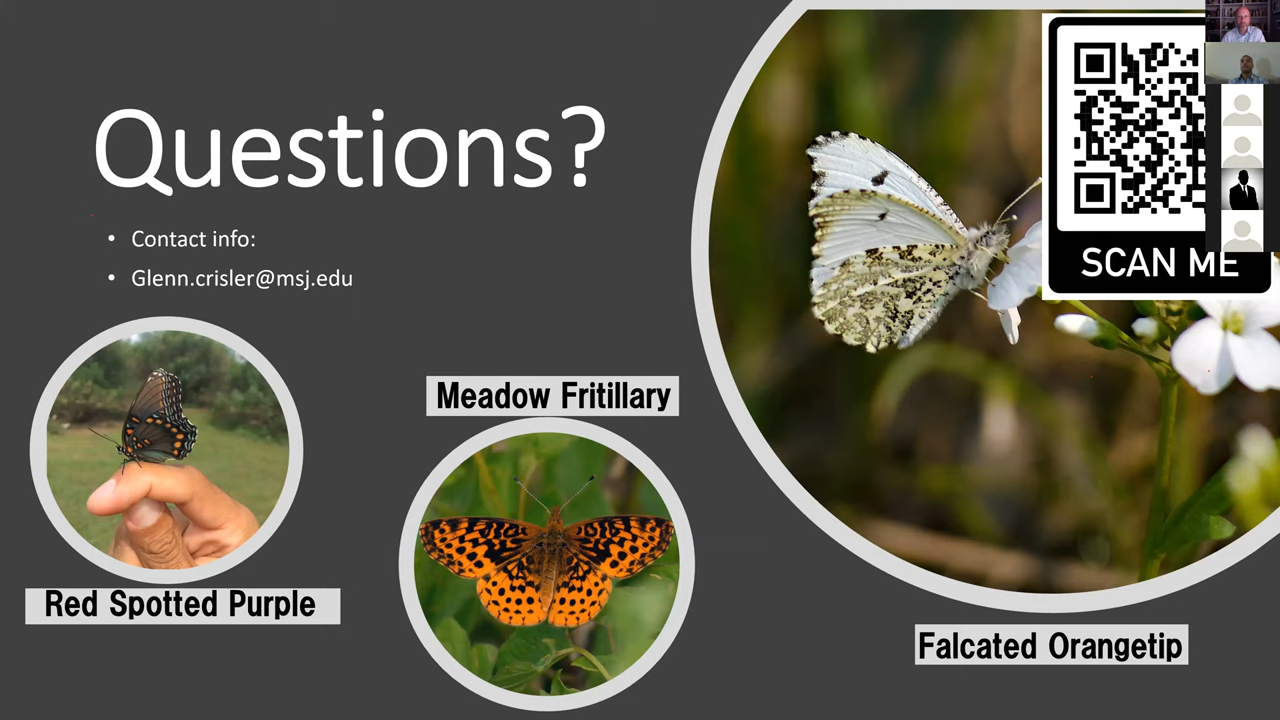 Questions?
• Contact info:
• Glenn.crisler@msj.edu
SCAN ME
Meadow Fritillary
Red Spotted Purple
Falcated Orangetip